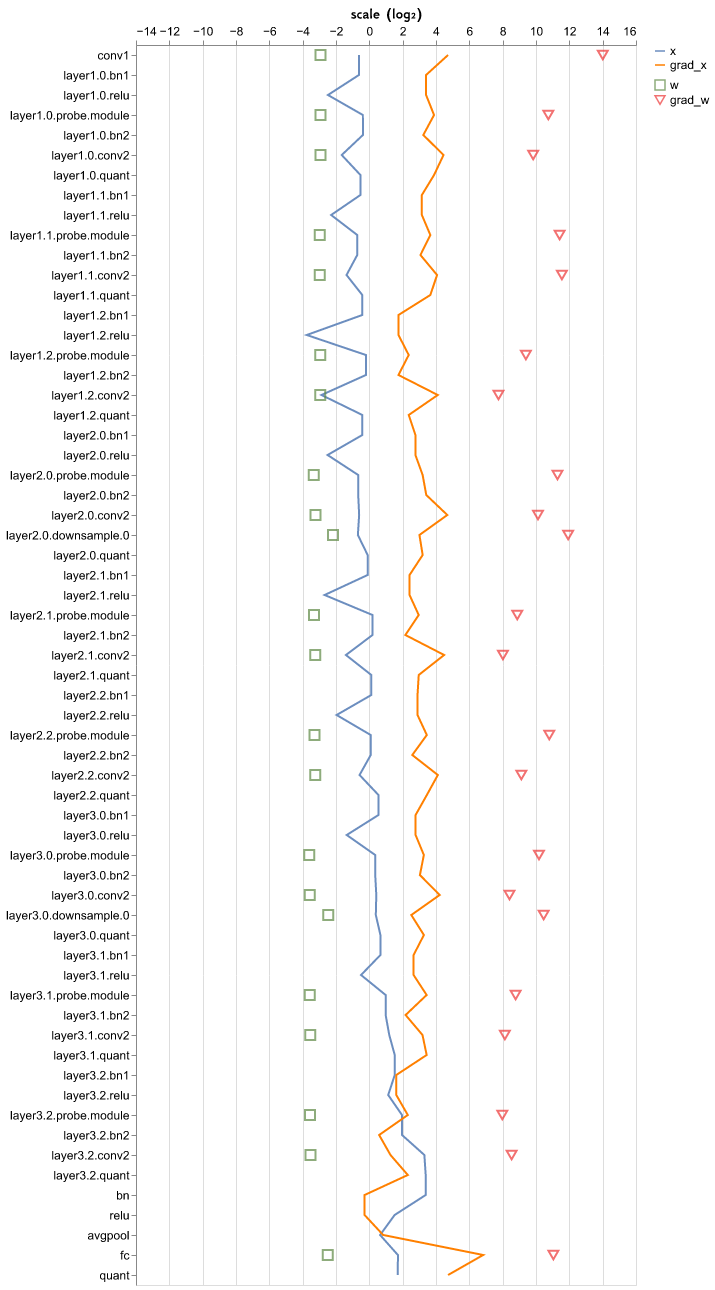 scale (log₂)
−14 −12 −10 −8 −6 −4 −2 0 2 4 6 8 10 12 14 16
x
grad_x
w
grad_w
conv1
layer1.0.bn1
layer1.0.relu
layer1.0.probe.module
layer1.0.bn2
layer1.0.conv2
layer1.0.quant
layer1.1.bn1
layer1.1.relu
layer1.1.probe.module
layer1.1.bn2
layer1.1.conv2
layer1.1.quant
layer1.2.bn1
layer1.2.relu
layer1.2.probe.module
layer1.2.bn2
layer1.2.conv2
layer1.2.quant
layer2.0.bn1
layer2.0.relu
layer2.0.probe.module
layer2.0.bn2
layer2.0.conv2
layer2.0.downsample.0
layer2.0.quant
layer2.1.bn1
layer2.1.relu
layer2.1.probe.module
layer2.1.bn2
layer2.1.conv2
layer2.1.quant
layer2.2.bn1
layer2.2.relu
layer2.2.probe.module
layer2.2.bn2
layer2.2.conv2
layer2.2.quant
layer3.0.bn1
layer3.0.relu
layer3.0.probe.module
layer3.0.bn2
layer3.0.conv2
layer3.0.downsample.0
layer3.0.quant
layer3.1.bn1
layer3.1.relu
layer3.1.probe.module
layer3.1.bn2
layer3.1.conv2
layer3.1.quant
layer3.2.bn1
layer3.2.relu
layer3.2.probe.module
layer3.2.bn2
layer3.2.conv2
layer3.2.quant
bn
relu
avgpool
fc
quant